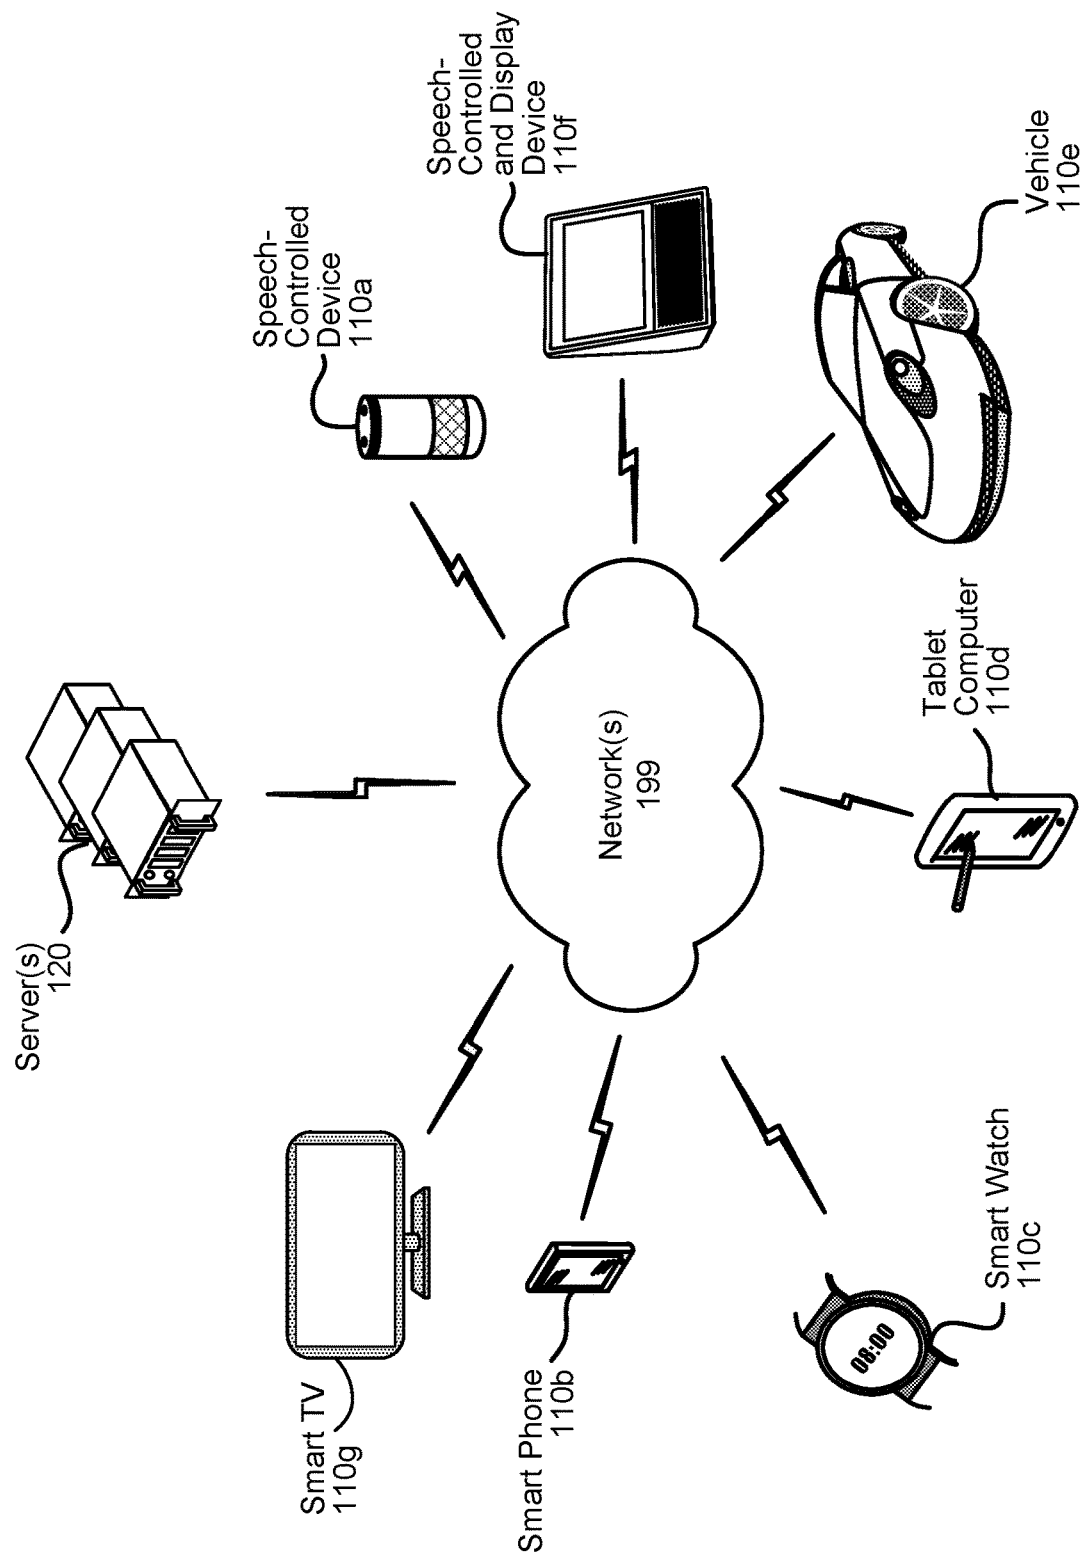 Server(s)
120
Speech-
Controlled
Device
110a
Speech-
Controlled
and Display
Device
110f
Smart TV
110g
Network(s)
199
Smart Phone
110b
08:00
Smart Watch
110c
Tablet
Computer
110d
Vehicle
110e